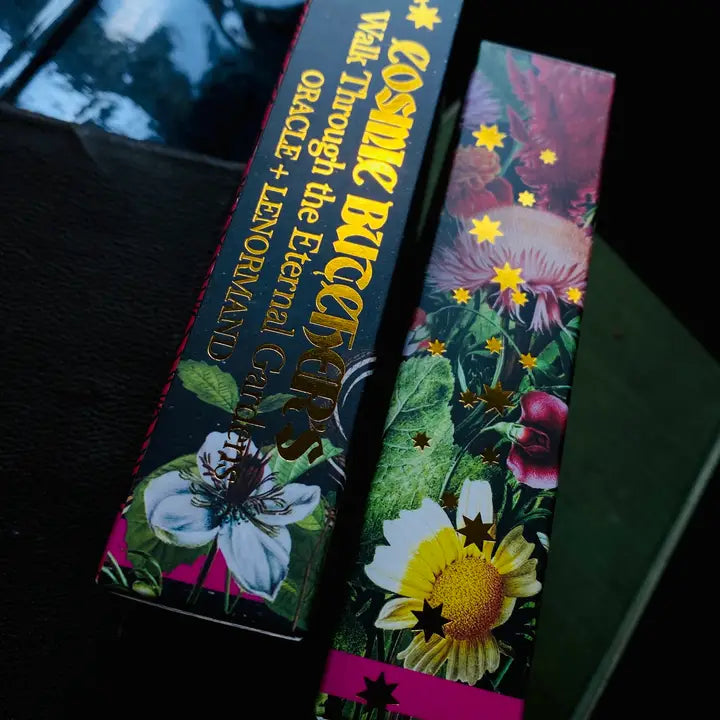 COSMIC BUTCHERS
Walk Through the Eternal Gardens
ORACLE + LENORMAND